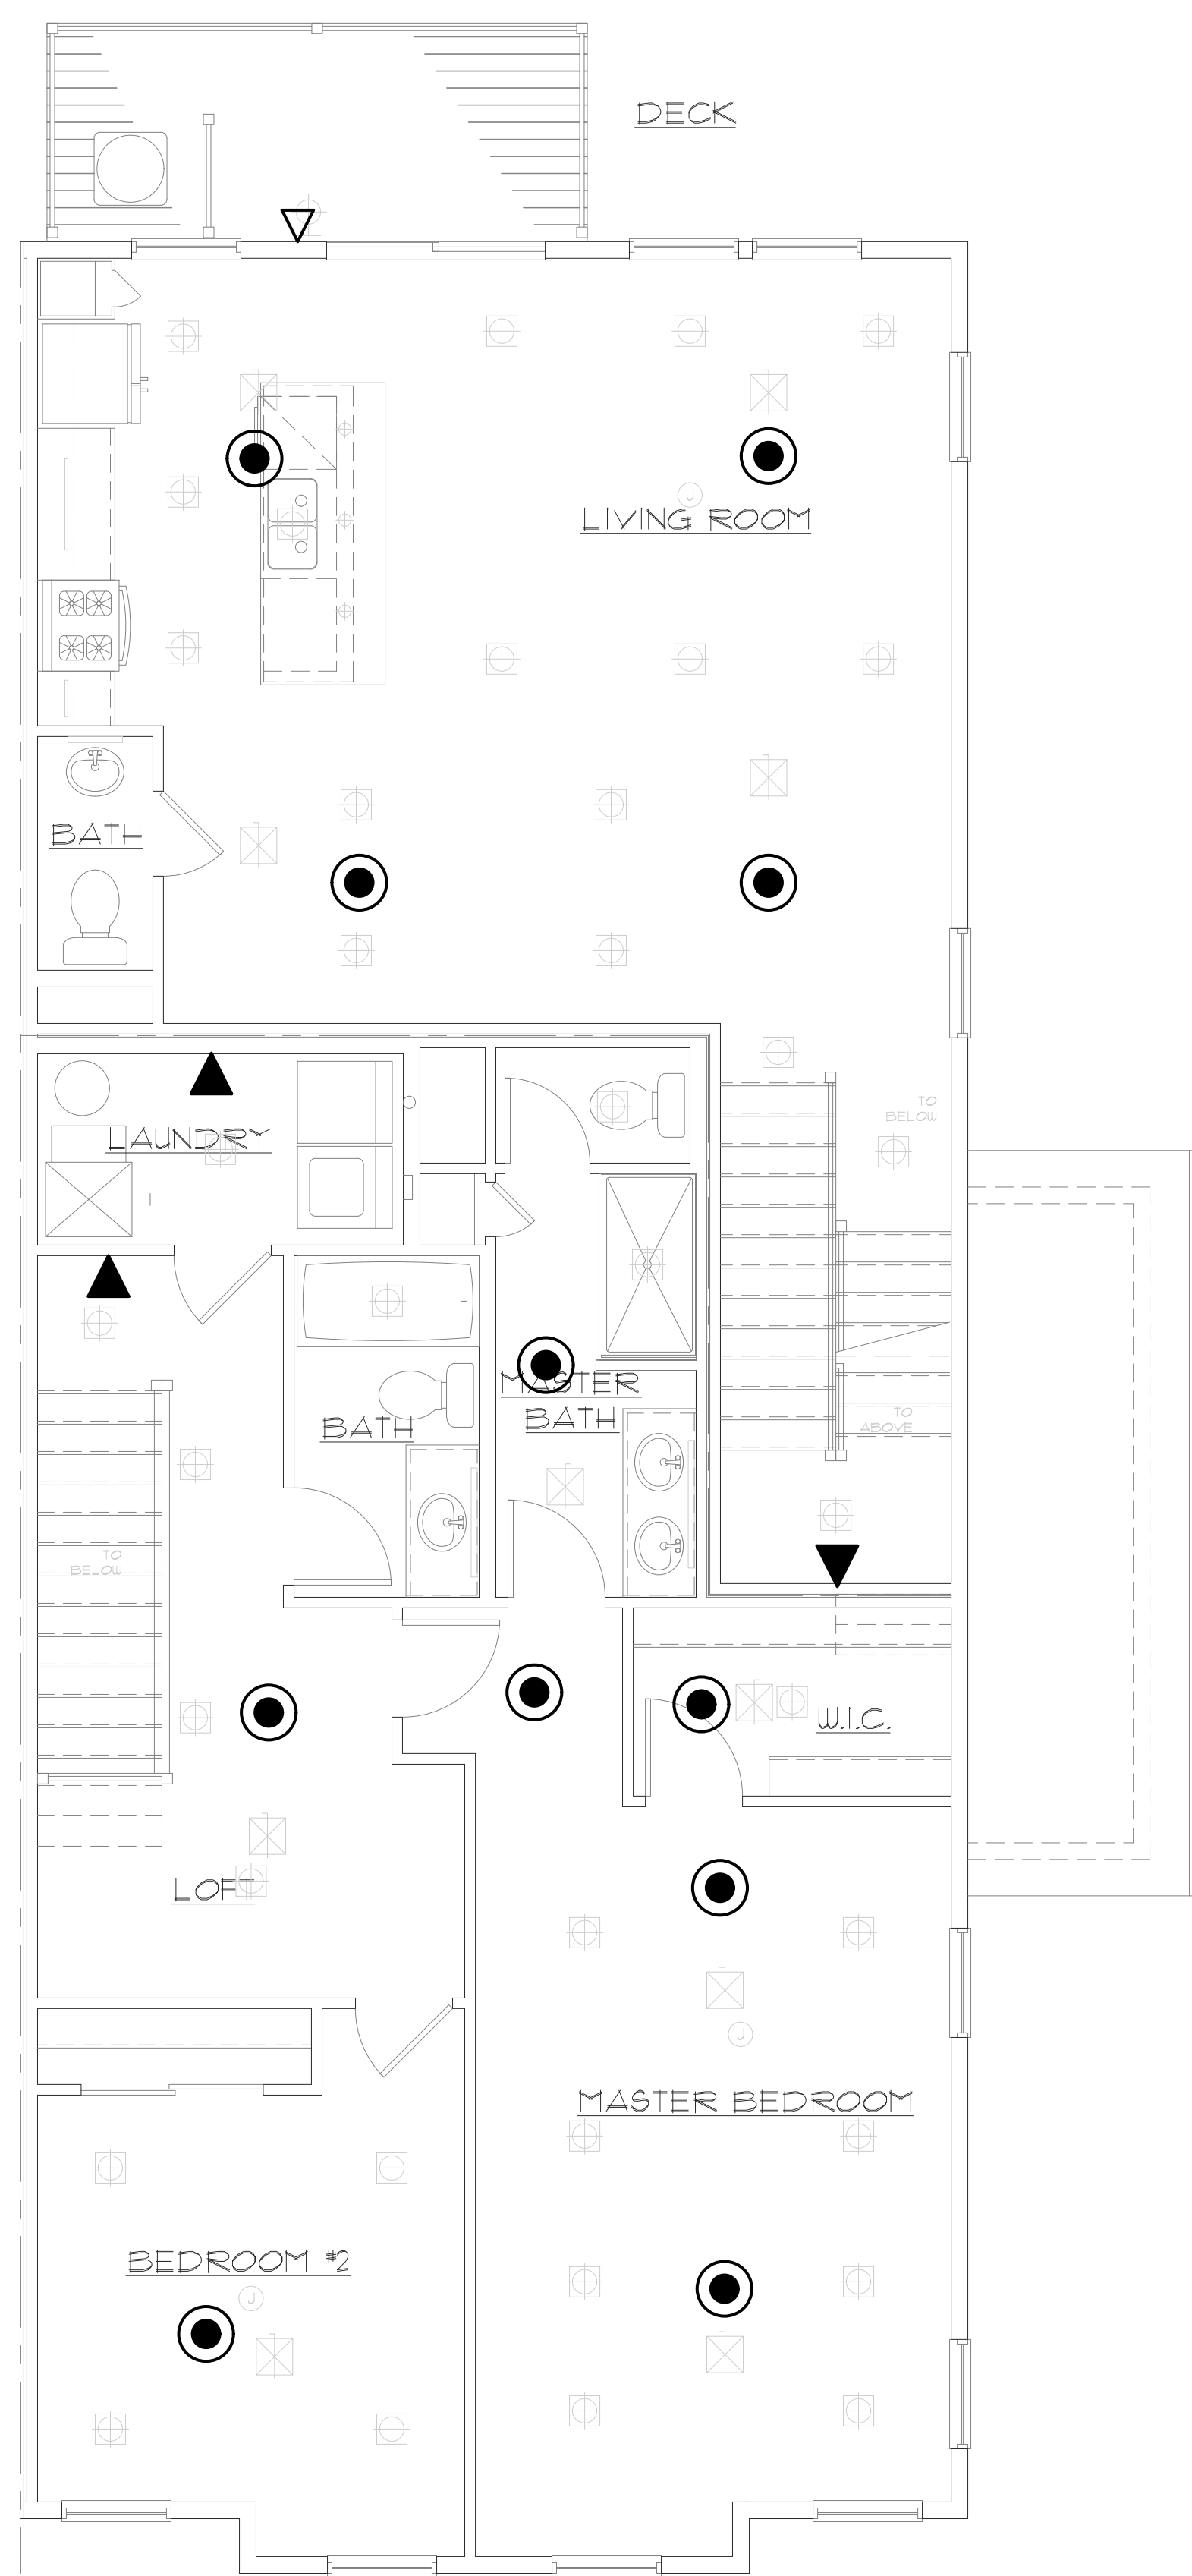 DECK
J
LIVING ROOM
BATH
TO
BELOW
LAUNDRY
MASTER
BATH
BATH
TO
ABOVE
TO
BELOW
W.I.C.
LOFT
J
MASTER BEDROOM
BEDROOM #2
J